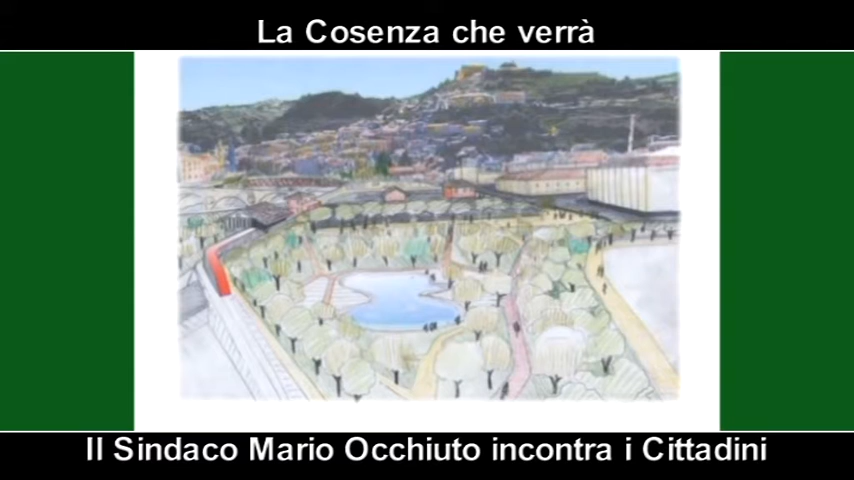 La Cosenza che verrà
Il Sindaco Mario Occhiuto incontra i Cittadini